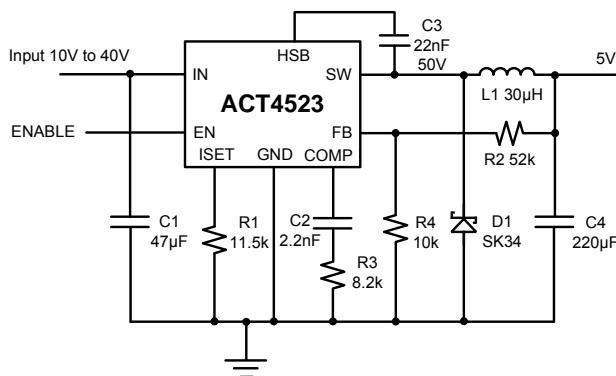 C3
22nF
50V
Input 10V to 40V
HSB
IN
SW
5V
L1 30µH
ACT4523
ENABLE
EN
FB
ISET
GND
COMP
R2 52k
C1
47µF
R1
11.5k
C2
2.2nF
R3
8.2k
R4
10k
D1
SK34
C4
220µF